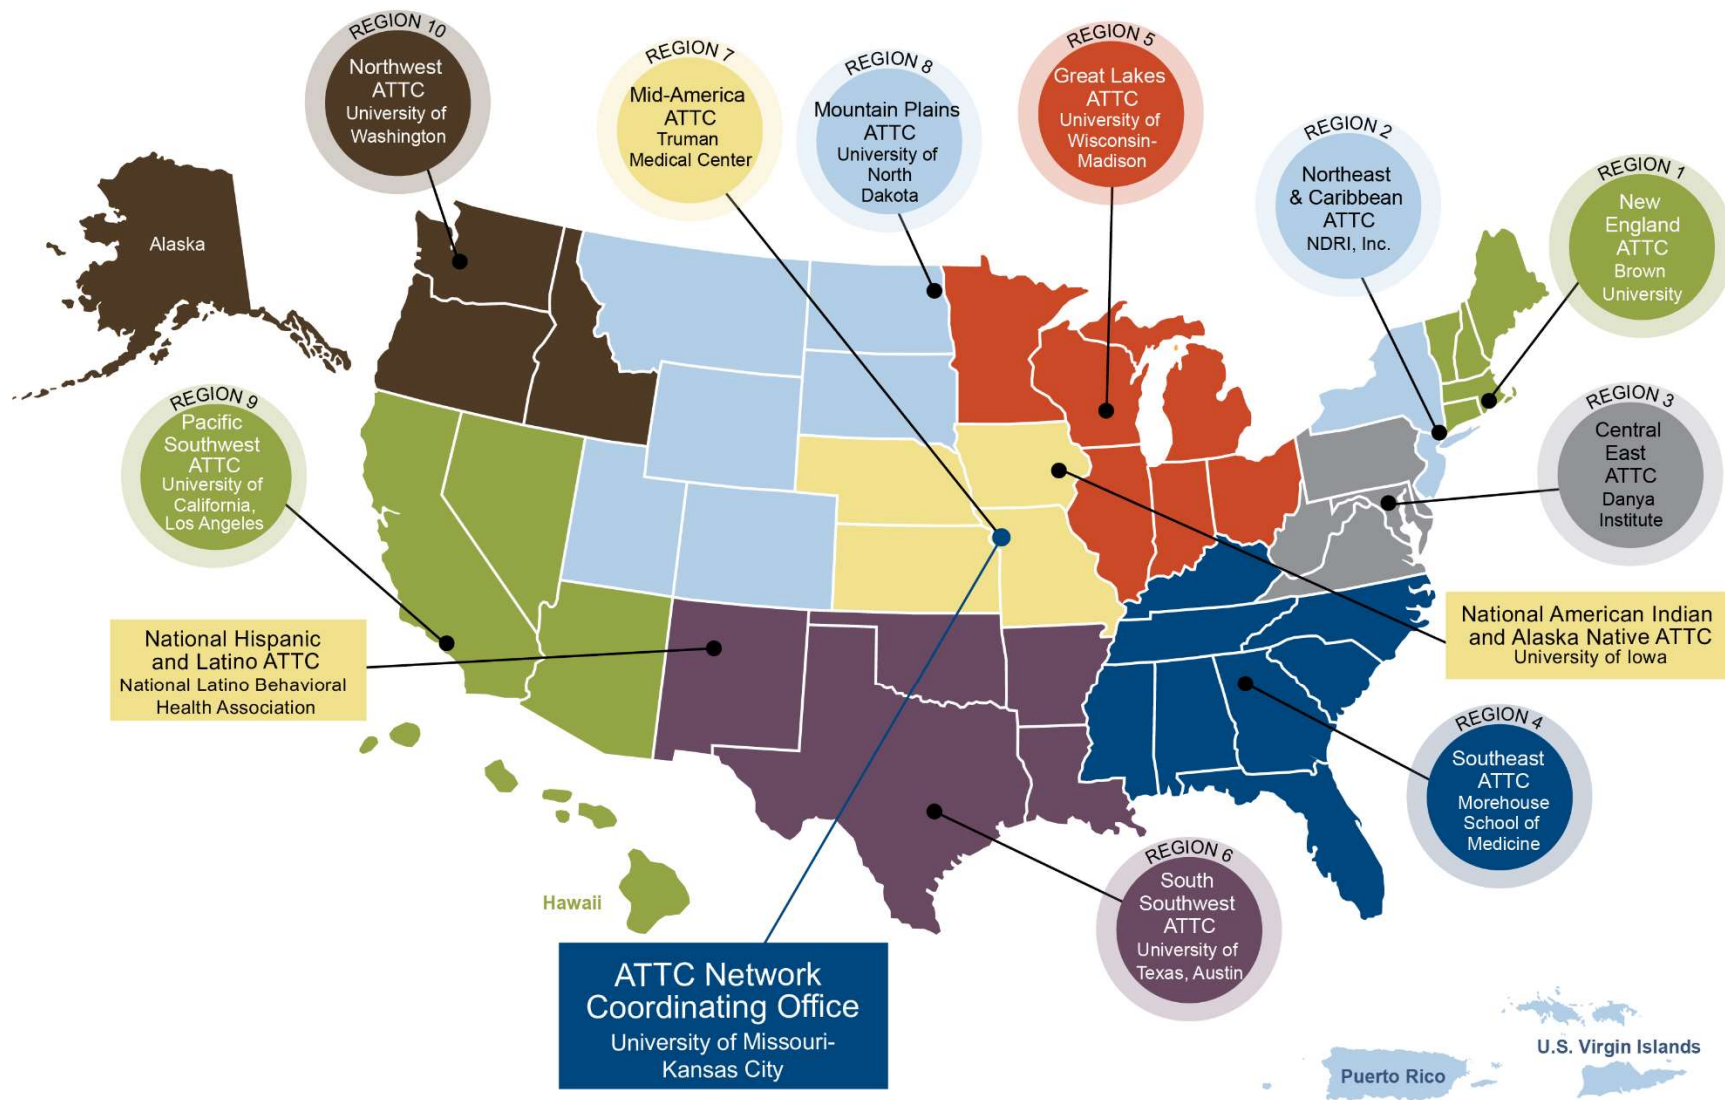 REGION 10
Northwest
ATTC
University of
Washington
REGION 7
Mid-America
ATTC
Truman
Medical Center
REGION 8
Mountain Plains
ATTC
University of
North
Dakota
REGION 5
Great Lakes
ATTC
University of
Wisconsin-
Madison
REGION 2
Northeast
& Caribbean
ATTC
NDRI, Inc.
REGION 1
New
England
ATTC
Brown
University
Alaska
REGION 9
Pacific
Southwest
ATTC
University of
California,
Los Angeles
REGION 3
Central
East
ATTC
Danya
Institute
National Hispanic
and Latino ATTC
National Latino Behavioral
Health Association
National American Indian
and Alaska Native ATTC
University of Iowa
REGION 4
Southeast
ATTC
Morehouse
School of
Medicine
REGION 6
South
Southwest
ATTC
University of
Texas, Austin
Hawaii
ATTC Network
Coordinating Office
University of Missouri-
Kansas City
U.S. Virgin Islands
Puerto Rico